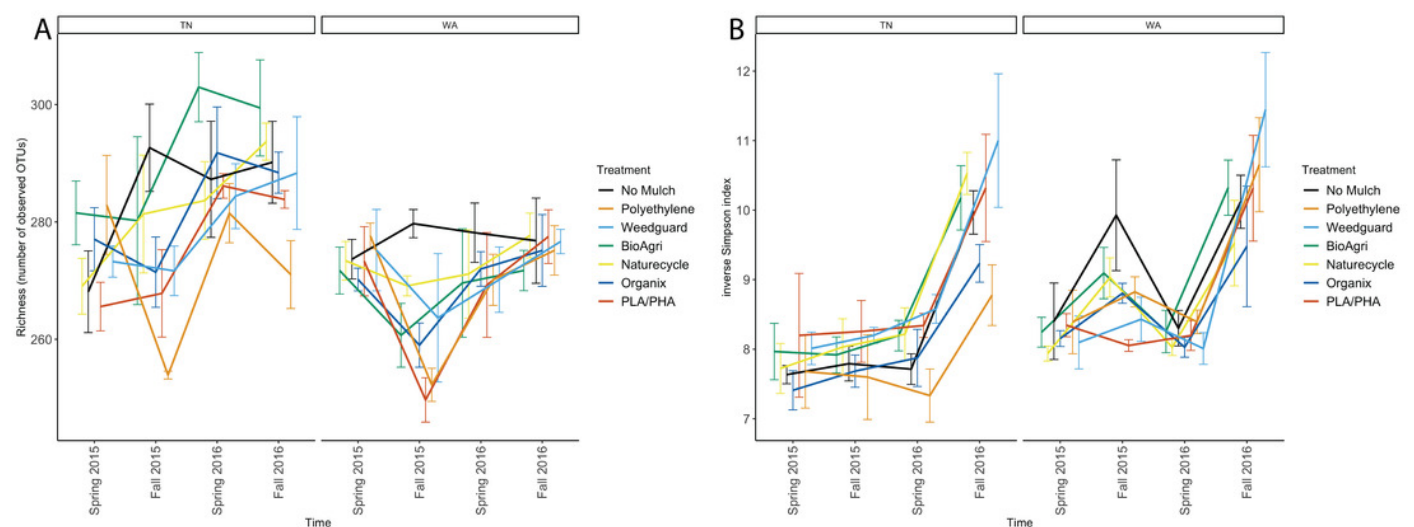 A
TN
WA
Richness (number of observed OTUs)
300
280
260
Spring 2015
Fall 2015
Spring 2016
Fall 2016
Spring 2015
Fall 2015
Spring 2016
Fall 2016
Time
Treatment
No Mulch
Polyethylene
Weedguard
BioAgri
Naturecycle
Organix
PLA/PHA
B
TN
WA
inverse Simpson index
12
11
10
9
8
7
Spring 2015
Fall 2015
Spring 2016
Fall 2016
Spring 2015
Fall 2015
Spring 2016
Fall 2016
Time
Treatment
No Mulch
Polyethylene
Weedguard
BioAgri
Naturecycle
Organix
PLA/PHA